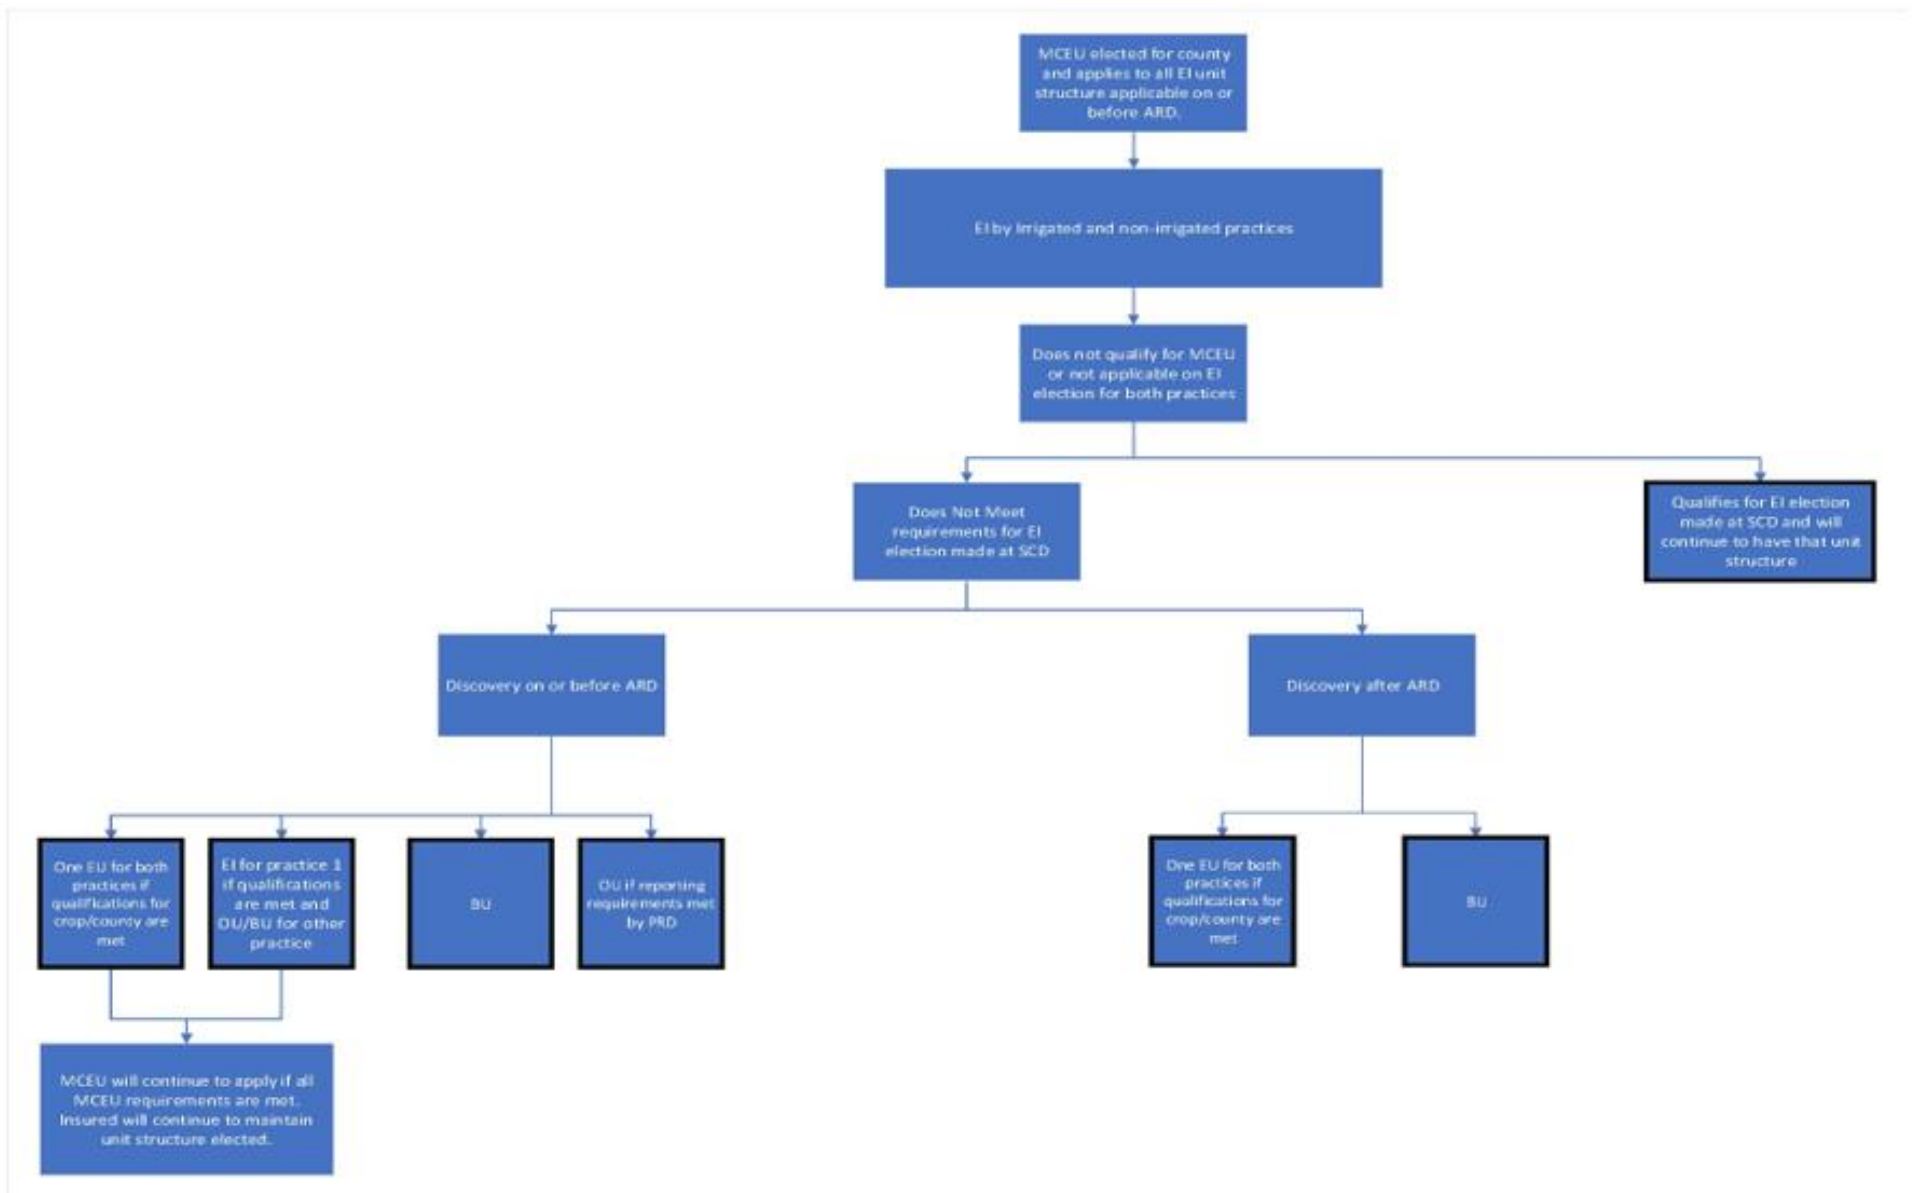 MCEU elected for county
and applies to all EI unit
structure applicable on or
before ARD.
EI by Irrigated and non-irrigated practices
Does not qualify for MCEU
or not applicable on EI
election for both practices
Does Not Meet
requirements for EI
election made at SCD
Qualifies for EI election
made at SCD and will
continue to have that unit
structure
Discovery on or before ARD
Discovery after ARD
One EU for both
practices if
qualifications for
crop/county are
met
EI for practice 1
if qualifications
are met and
OU/BU for other
practice
BU
OU if reporting
requirements met
by PRD
One EU for both
practices if
qualifications for
crop/county are
met
BU
MCEU will continue to apply if all
MCEU requirements are met.
Insured will continue to maintain
unit structure elected.